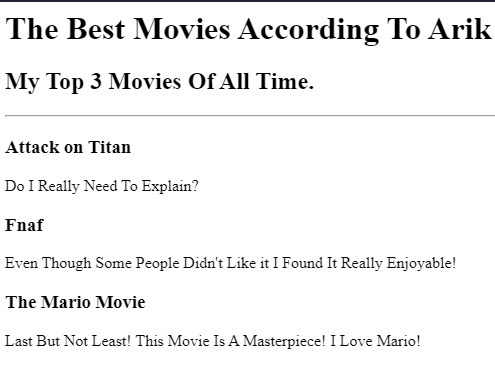 The Best Movies According To Arik
My Top 3 Movies Of All Time.
Attack on Titan
Do I Really Need To Explain?
Fnaf
Even Though Some People Didn't Like it I Found It Really Enjoyable!
The Mario Movie
Last But Not Least! This Movie Is A Masterpiece! I Love Mario!